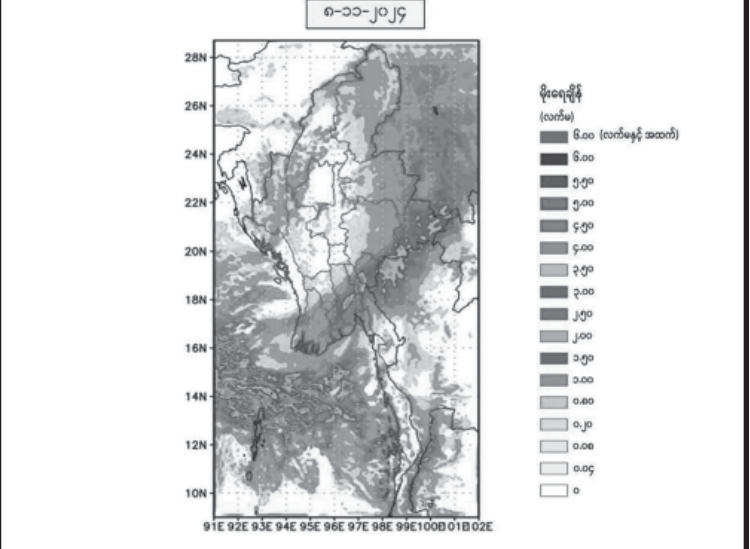 ၈-၁၁-၂၀၂၄
မိုးရေချိန်
(လက်မ)
၆.၀၀ (လက်မနှင့် အထက်)
၆.၀၀
၅.၅၀
၅.၀၀
၄.၅၀
၄.၀၀
၃.၅၀
၃.၀၀
၂.၅၀
၂.၀၀
၁.၅၀
၁.၀၀
၀.၈၀
၀.၂၀
၀.၀၈
၀.၀၄
၀
28N
26N
24N
22N
20N
18N
16N
14N
12N
10N
91E 92E 93E 94E 95E 96E 97E 98E 99E 100E 101E 102E